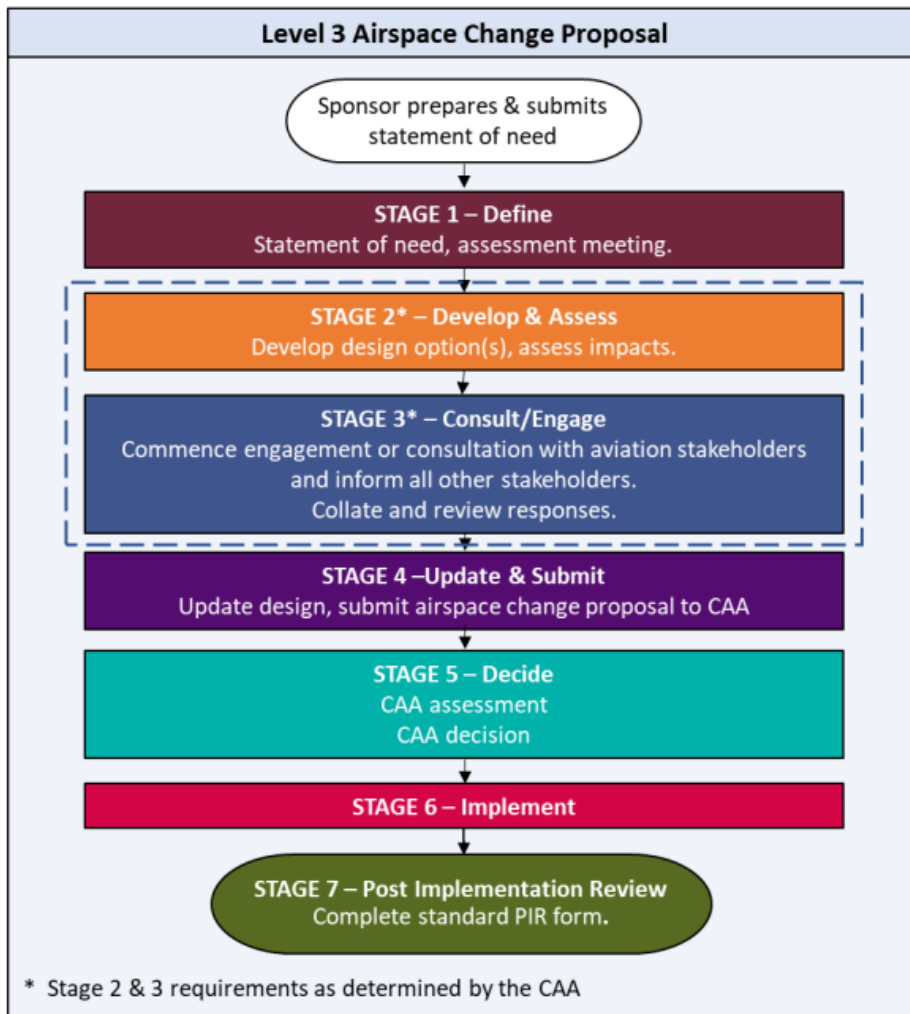 Level 3 Airspace Change Proposal
Sponsor prepares & submits
statement of need
STAGE 1 – Define
Statement of need, assessment meeting.
STAGE 2* – Develop & Assess
Develop design option(s), assess impacts.
STAGE 3* – Consult/Engage
Commence engagement or consultation with aviation stakeholders
and inform all other stakeholders.
Collate and review responses.
STAGE 4 –Update & Submit
Update design, submit airspace change proposal to CAA
STAGE 5 – Decide
CAA assessment
CAA decision
STAGE 6 – Implement
STAGE 7 – Post Implementation Review
Complete standard PIR form.
* Stage 2 & 3 requirements as determined by the CAA